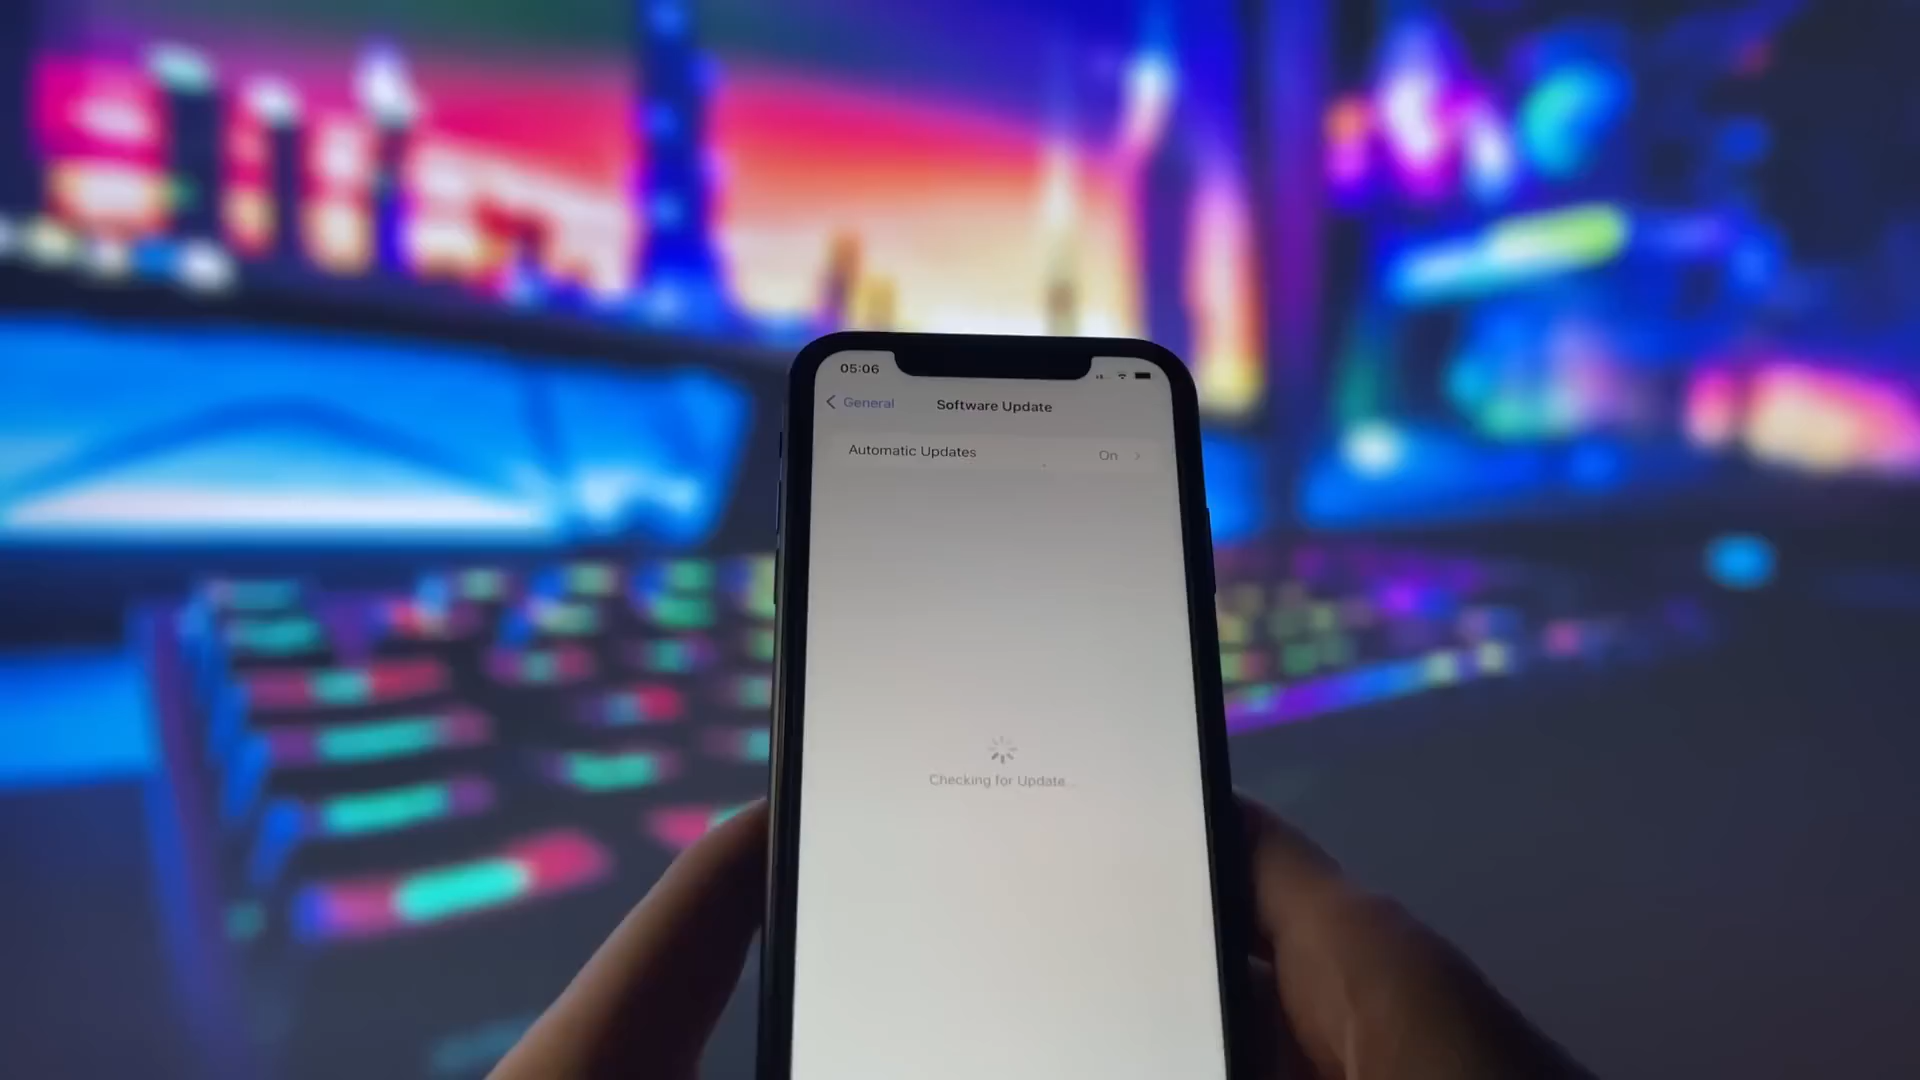 05:06
General
Software Update
Automatic Updates
On
Checking for Update